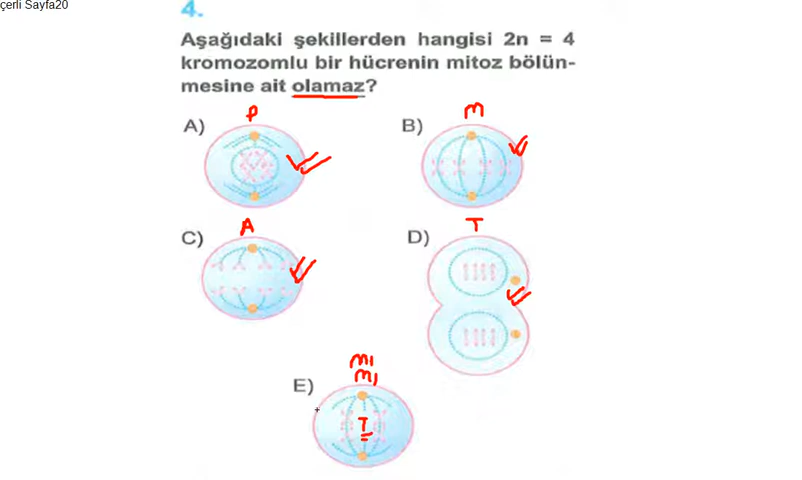 çerli Sayfa20
4.
Aşağıdaki şekillerden hangisi 2n = 4
kromozomlu bir hücrenin mitoz bölün-
mesine ait olamaz?
P
M
A)
B)
A
T
C)
D)
M1
M1
E)
T